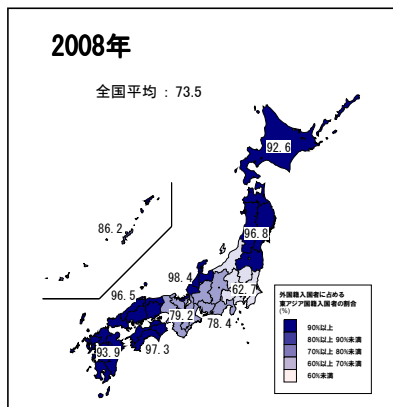 2008年
全国平均 : 73.5
92.6
86.2
96.8
98.4
96.5
62.7
79.2
78.4
93.9
97.3
外国籍入国者に占める
東アジア国籍入国者の割合
(%)
90%以上
80%以上 90%未満
70%以上 80%未満
60%以上 70%未満
60%未満